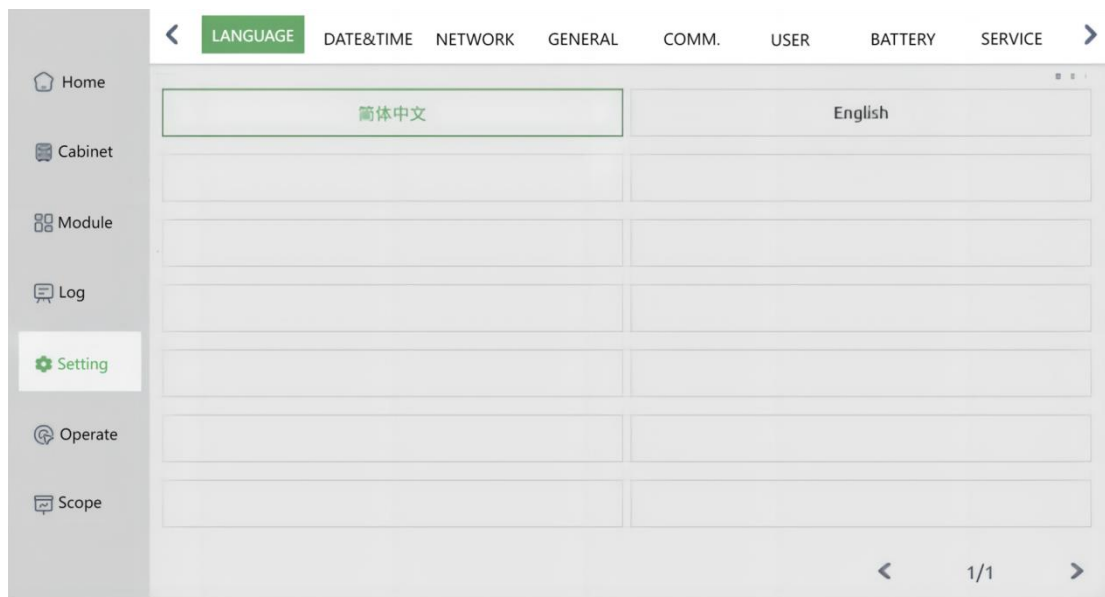 LANGUAGE DATE&TIME NETWORK GENERAL COMM. USER BATTERY SERVICE
Home
Cabinet
Module
Log
Setting
Operate
Scope
简体中文 English
1/1